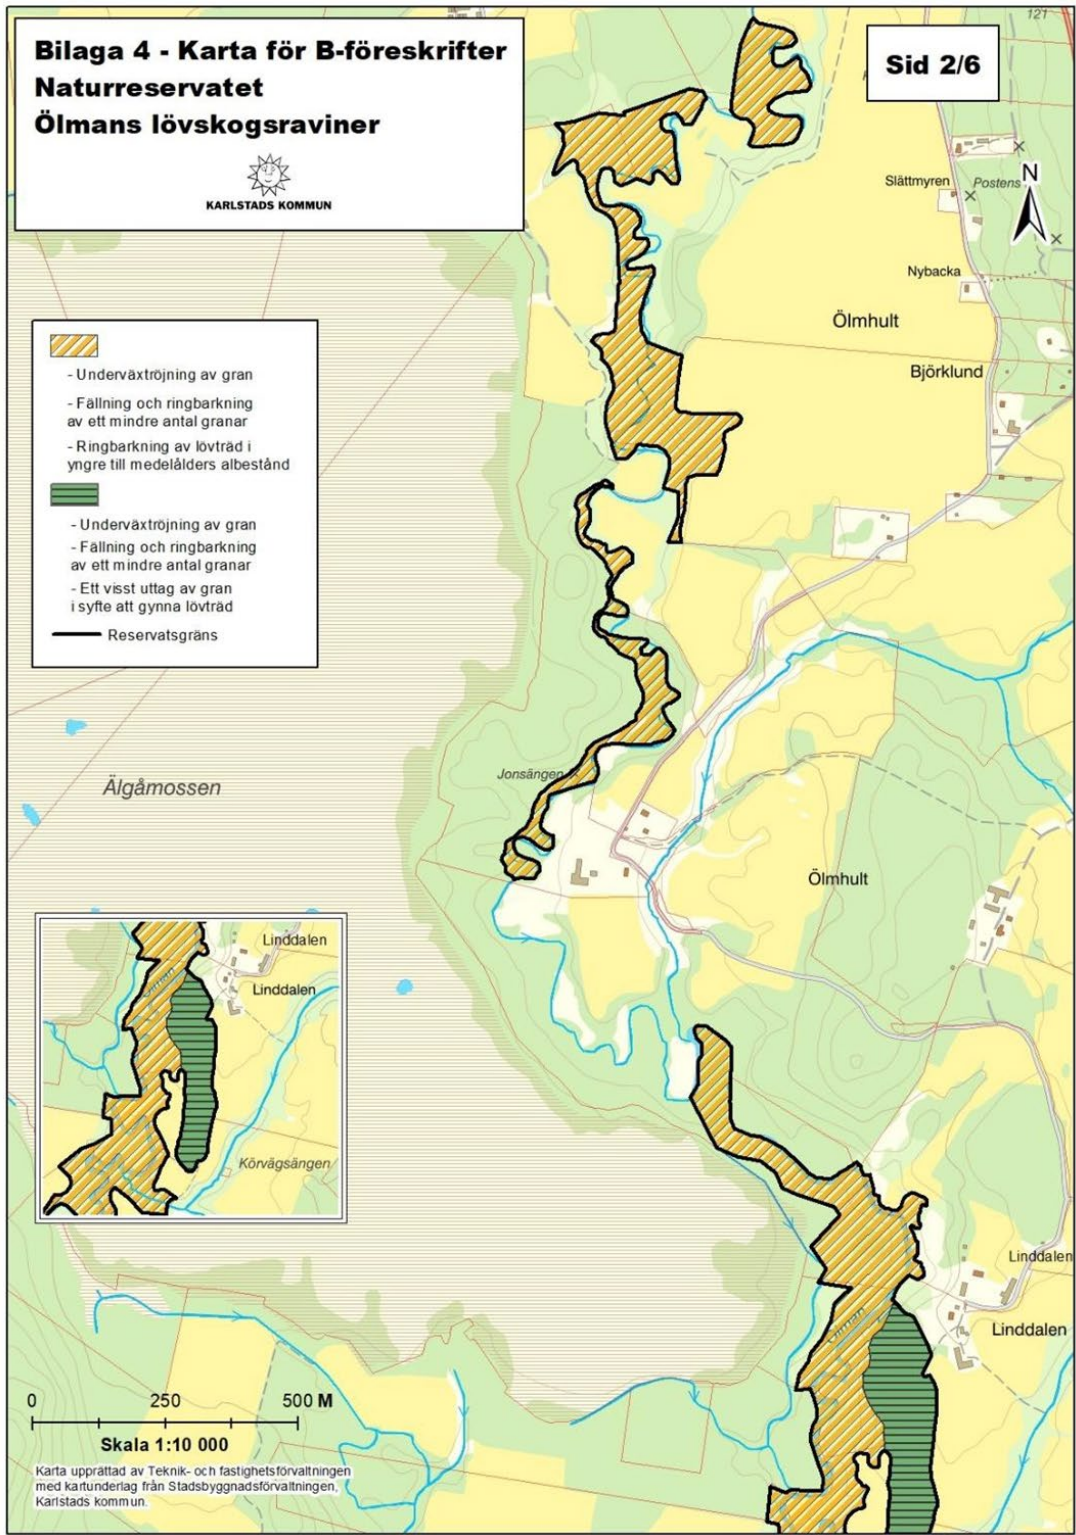 Bilaga 4 - Karta för B-föreskrifter
Naturreservatet
Ölmans lövskogsraviner
KARLSTADS KOMMUN
Sid 2/6
121
N
Slättmyren
Postens
Nybacka
Ölmhult
Björklund
- Underväxtröjning av gran
- Fällning och ringbarkning
av ett mindre antal granar
- Ringbarkning av lövträd i
yngre till medelålders albestånd
- Underväxtröjning av gran
- Fällning och ringbarkning
av ett mindre antal granar
- Ett visst uttag av gran
i syfte att gynna lövträd
Reservatsgräns
Älgåmossen
Jonsängen
Ölmhult
Linddalen
Linddalen
Körvägsängen
Linddalen
Linddalen
0 250 500 M
Skala 1:10 000
Karta upprättad av Teknik- och fastighetsförvaltningen
med kartunderlag från Stadsbyggnadsförvaltningen,
Karlstads kommun.